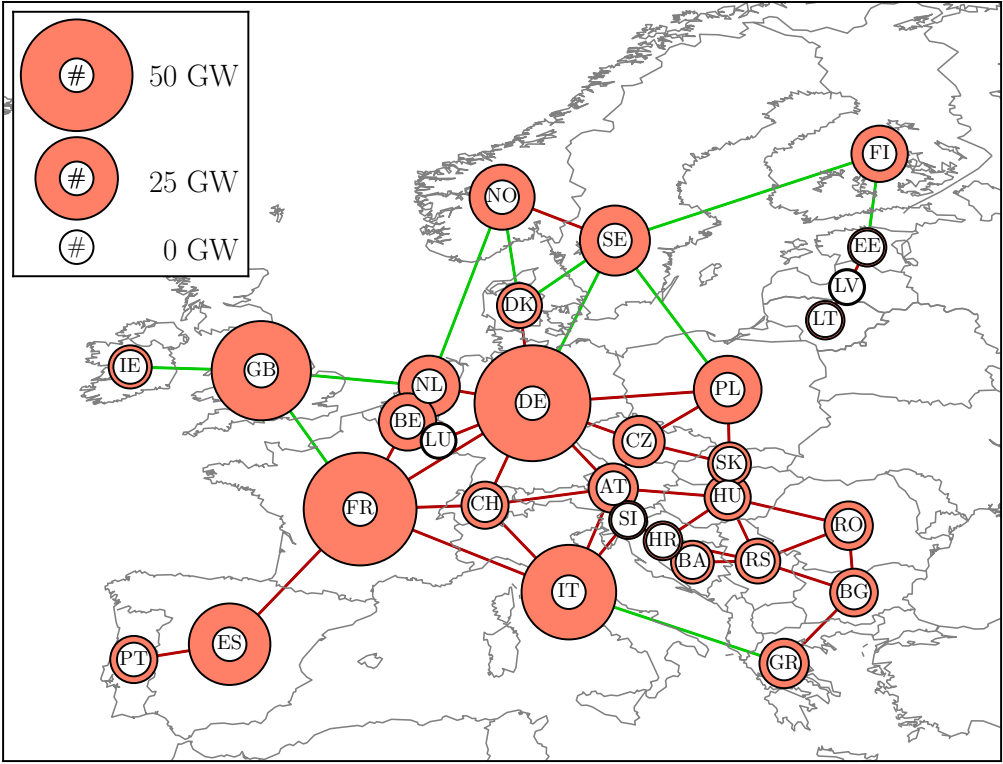 # 50 GW
# 25 GW
# 0 GW
FI
NO
SE
EE
LV
DK
LT
IE
GB
NL
DE
PL
BE
LU
CZ
SK
AT
HU
CH
FR
SI
RO
HR
BA
RS
IT
BG
ES
PT
GR